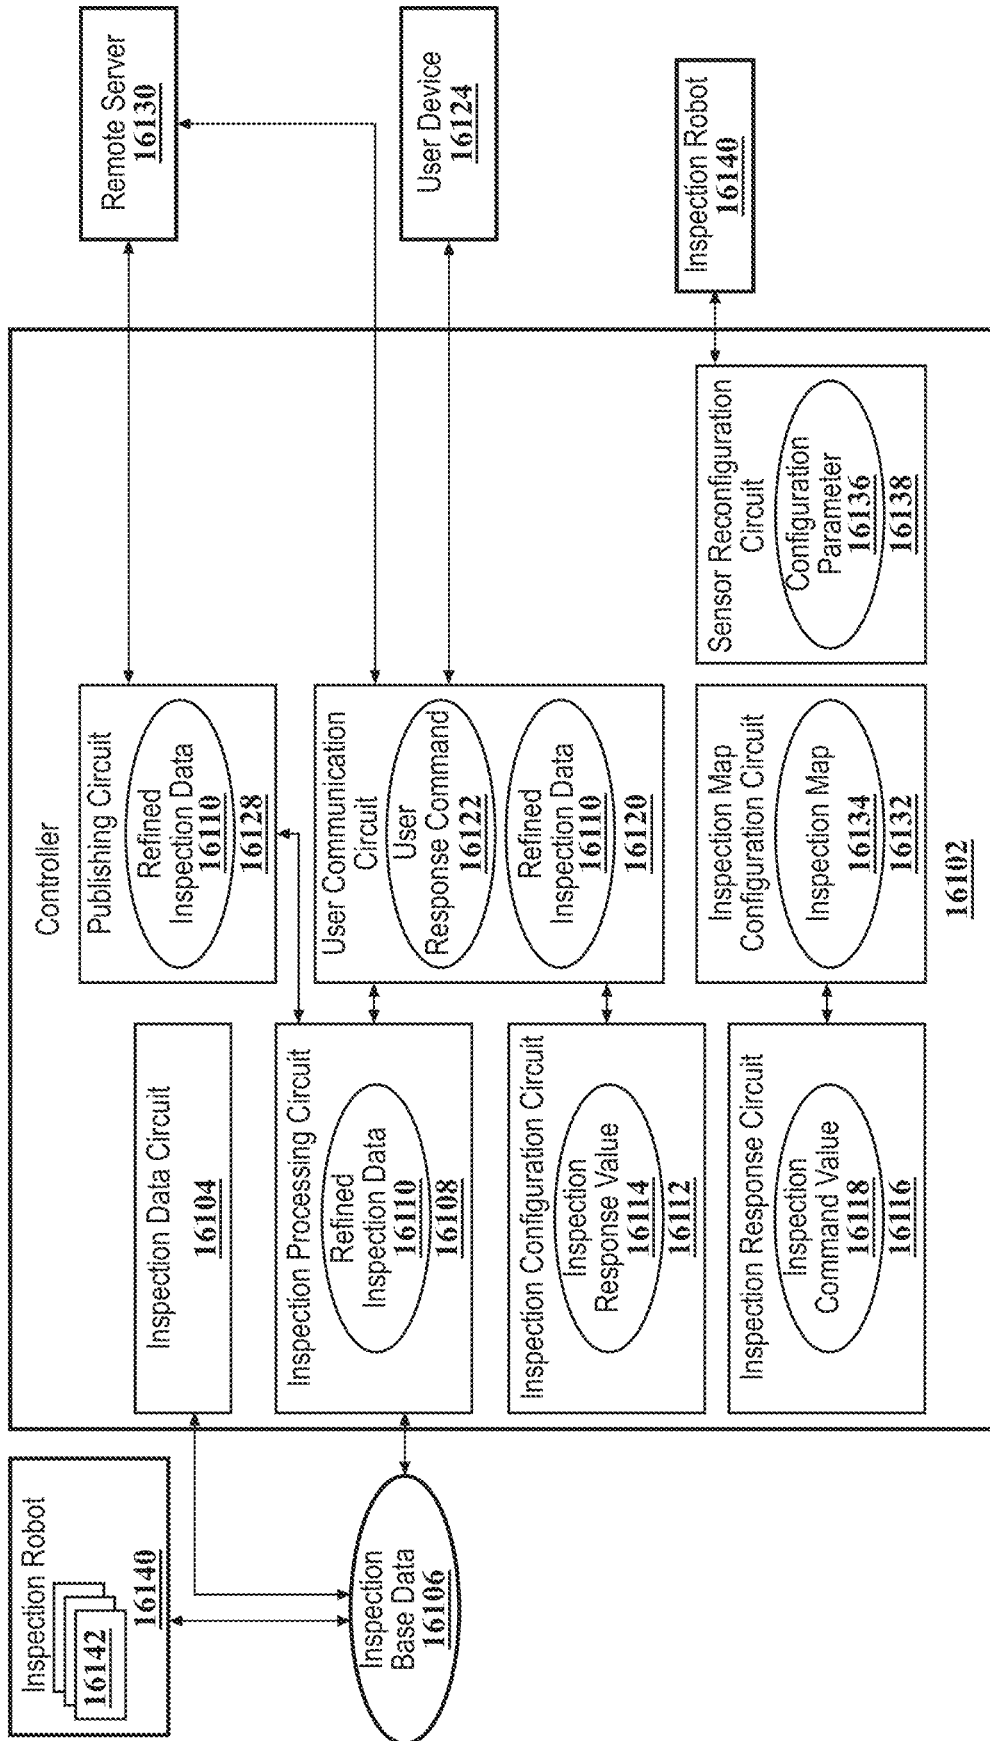 Inspection Robot
16142
16140
Inspection
Base Data
16106
Controller
Inspection Data Circuit
16104
Inspection Processing Circuit
Refined
Inspection Data
16110
16108
Inspection Configuration Circuit
Inspection
Response Value
16114
16112
Inspection Response Circuit
Inspection
Command Value
16118
16116
Publishing Circuit
Refined
Inspection Data
16110
16128
User Communication
Circuit
User
Response Command
16122
Refined
Inspection Data
16110
16120
Inspection Map
Configuration Circuit
Inspection Map
16134
16132
16102
Sensor Reconfiguration
Circuit
Configuration
Parameter
16136
16138
Remote Server
16130
User Device
16124
Inspection Robot
16140